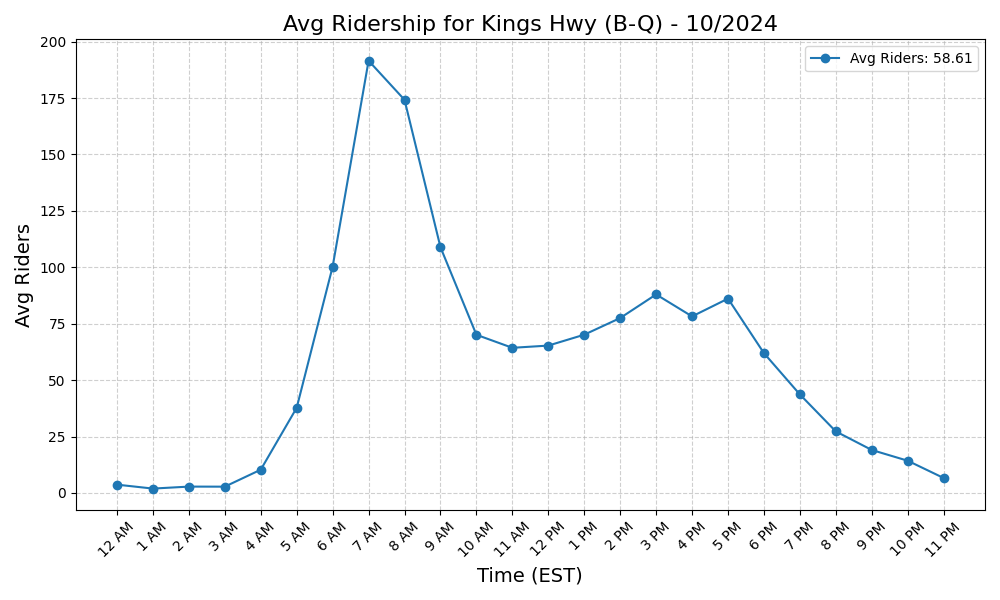 Avg Ridership for Kings Hwy (B-Q) - 10/2024
Avg Riders: 58.61
Avg Riders
200
175
150
125
100
75
50
25
0
12 AM
1 AM
2 AM
3 AM
4 AM
5 AM
6 AM
7 AM
8 AM
9 AM
10 AM
11 AM
12 PM
1 PM
2 PM
3 PM
4 PM
5 PM
6 PM
7 PM
8 PM
9 PM
10 PM
11 PM
Time (EST)